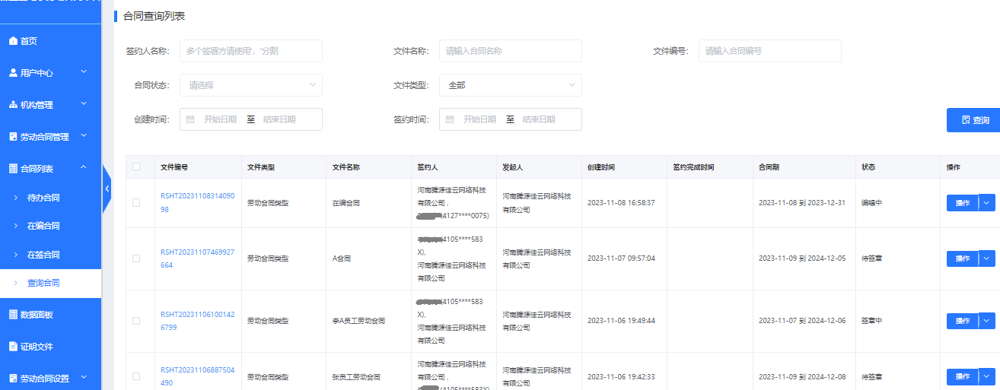 合同查询列表
首页
用户中心
机构管理
劳动合同管理
合同列表
待办合同
在编合同
在签合同
查询合同
数据面板
证明文件
劳动合同设置
签约人名称： 多个签署方请使用'，'分割
文件名称： 请输入合同名称
文件编号： 请输入合同编号
合同状态： 请选择
文件类型： 全部
创建时间： 开始日期 至 结束日期
签约时间： 开始日期 至 结束日期
查询
文件编号 文件类型 文件名称 签约人 发起人 创建时间 签约完成时间 合同期 状态 操作
RSHT20231108314090
98
劳动合同类型
在编合同
河南腾源佳云网络科技
有限公司，
(4127****0075)
河南腾源佳云网络科技
有限公司
2023-11-08 16:58:37
2023-11-08 到 2023-12-31
编辑中
操作
RSHT20231107469927
664
劳动合同类型
A合同
(4105****583
X),
河南腾源佳云网络科技
有限公司
河南腾源佳云网络科技
有限公司
2023-11-07 09:57:04
2023-11-09 到 2024-12-05
待签章
操作
RSHT20231106100142
6799
劳动合同类型
李A员工劳动合同
(4105****583
X),
河南腾源佳云网络科技
有限公司
河南腾源佳云网络科技
有限公司
2023-11-06 19:49:44
2023-11-07 到 2024-12-06
签章中
操作
RSHT20231106887504
490
劳动合同类型
张员工劳动合同
河南腾源佳云网络科技
有限公司，
(4105****583X)
河南腾源佳云网络科技
有限公司
2023-11-06 19:42:33
2023-11-09 到 2024-12-08
待签章
操作